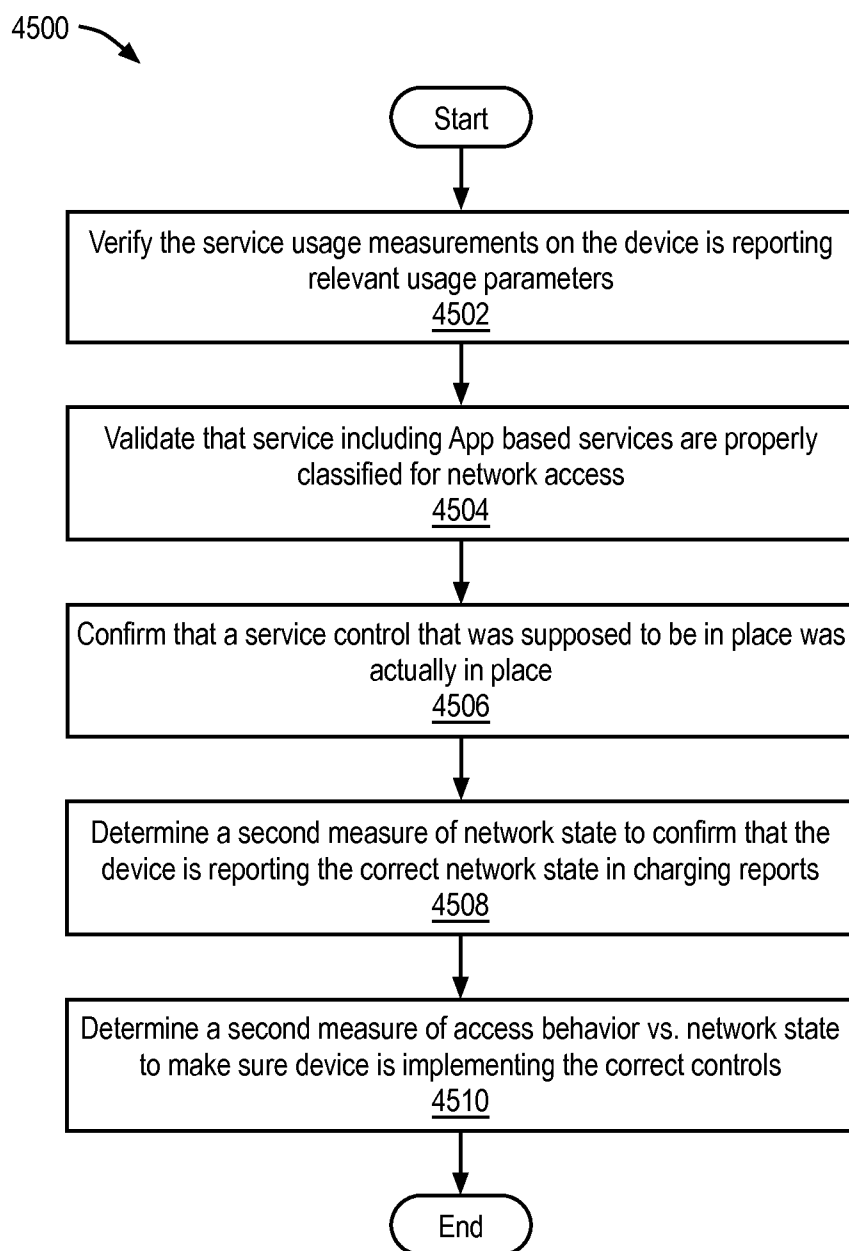 4500
Start
Verify the service usage measurements on the device is reporting
relevant usage parameters
4502
Validate that service including App based services are properly
classified for network access
4504
Confirm that a service control that was supposed to be in place was
actually in place
4506
Determine a second measure of network state to confirm that the
device is reporting the correct network state in charging reports
4508
Determine a second measure of access behavior vs. network state
to make sure device is implementing the correct controls
4510
End